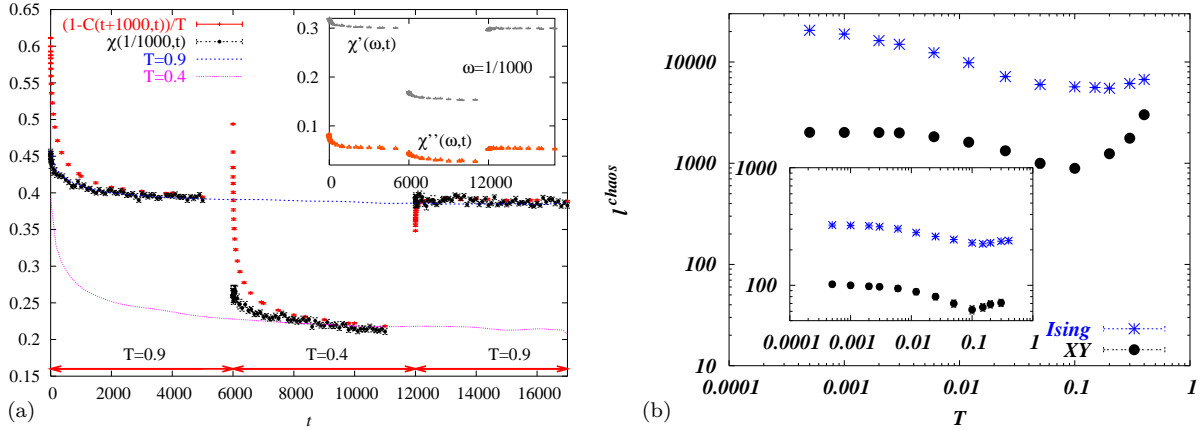 0.65
0.6
0.55
0.5
0.45
0.4
0.35
0.3
0.25
0.2
0.15
(1-C(t+1000,t))/T
χ(1/1000,t)
T=0.9
T=0.4
0.3
0.1
χ'(ω,t)
ω=1/1000
χ''(ω,t)
0 6000 12000
T=0.9 T=0.4 T=0.9
0 2000 4000 6000 8000 10000 12000 14000 16000
(a) t
10000
1000
100
10
l^chaos
1000
100
0.0001 0.001 0.01 0.1 1
Ising
XY
0.0001 0.001 0.01 0.1 1
(b) T